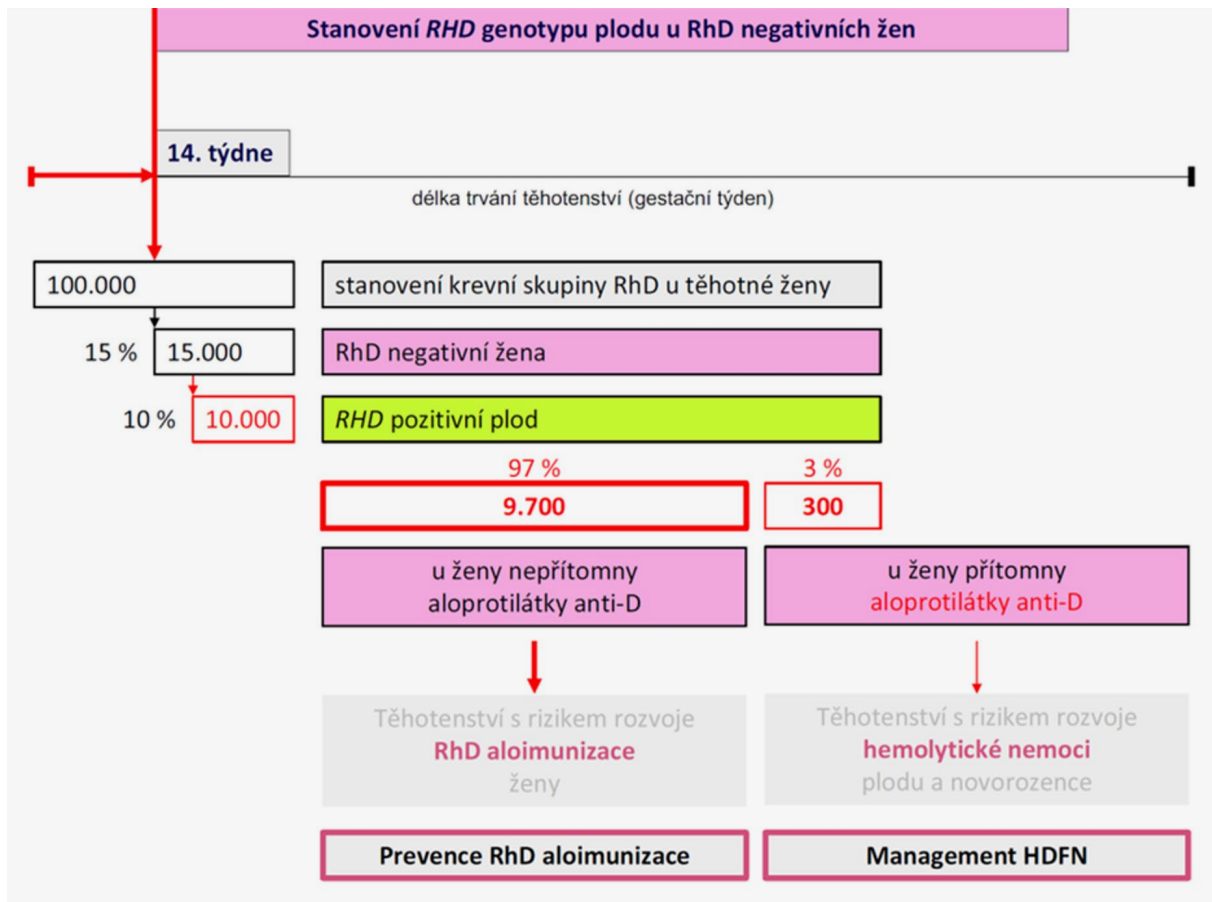 Stanovení RHD genotypu plodu u RhD negativních žen
14. týdne
délka trvání těhotenství (gestační týden)
100.000
stanovení krevní skupiny RhD u těhotné ženy
15 %
15.000
RhD negativní žena
10 %
10.000
RHD pozitivní plod
97 %
3 %
9.700
300
u ženy nepřítomny
aloprotilátky anti-D
u ženy přítomny
aloprotilátky anti-D
Těhotenství s rizikem rozvoje
RhD aloimunizace
ženy
Těhotenství s rizikem rozvoje
hemolytické nemoci
plodu a novorozence
Prevence RhD aloimunizace
Management HDFN